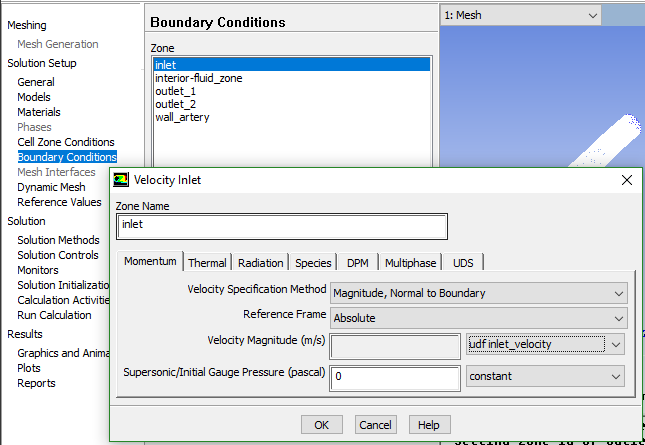 Meshing
Mesh Generation
Solution Setup
General
Models
Materials
Phases
Cell Zone Conditions
Boundary Conditions
Mesh Interfaces
Dynamic Mesh
Reference Values
Solution
Solution Methods
Solution Controls
Monitors
Solution Initializatio
Calculation Activitie
Run Calculation
Results
Graphics and Anima
Plots
Reports
Boundary Conditions
Zone
inlet
interior-fluid_zone
outlet_1
outlet_2
wall_artery
1: Mesh
Velocity Inlet
Zone Name
inlet
Momentum Thermal Radiation Species DPM Multiphase UDS
Velocity Specification Method Magnitude, Normal to Boundary
Reference Frame Absolute
Velocity Magnitude (m/s) udf inlet_velocity
Supersonic/Initial Gauge Pressure (pascal) 0 constant
OK Cancel Help